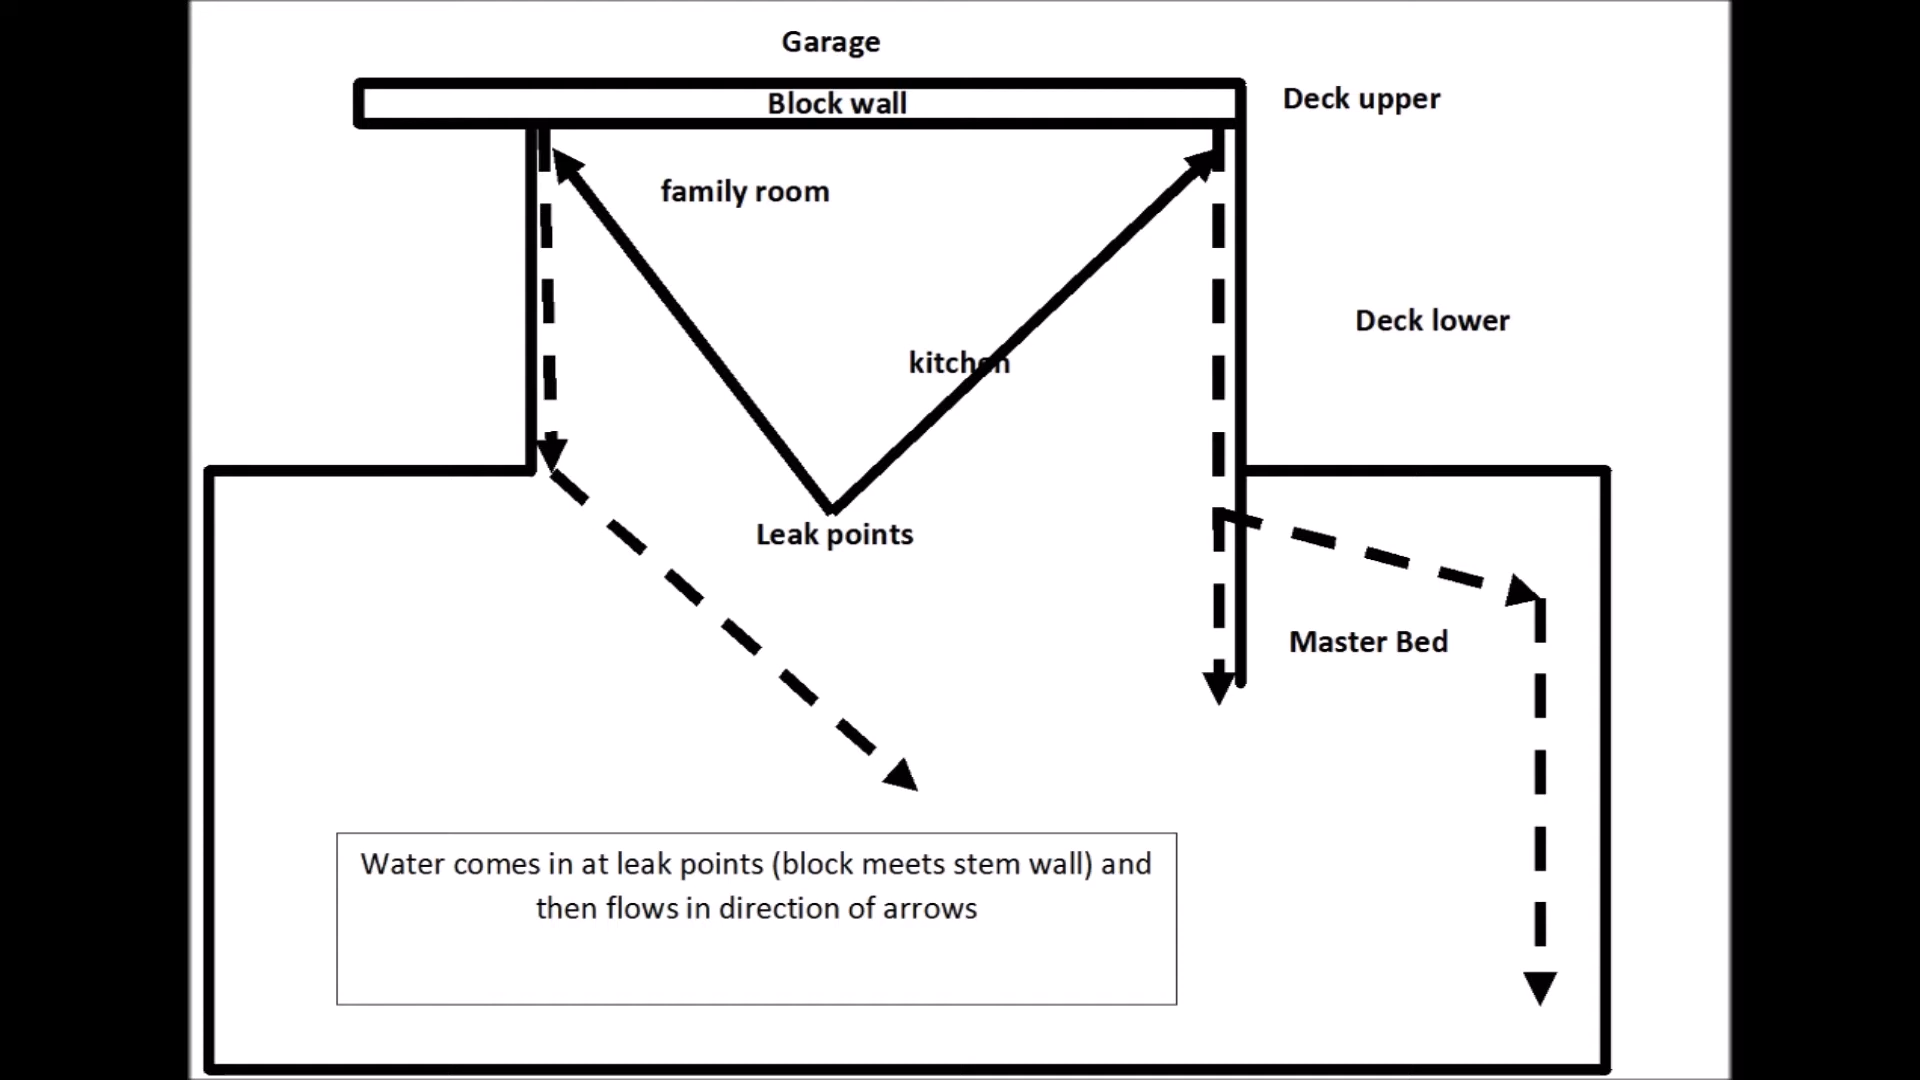 Garage
Block wall
Deck upper
family room
Deck lower
kitchen
Leak points
Master Bed
Water comes in at leak points (block meets stem wall) and
then flows in direction of arrows